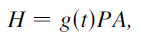 H = g(t)PA,